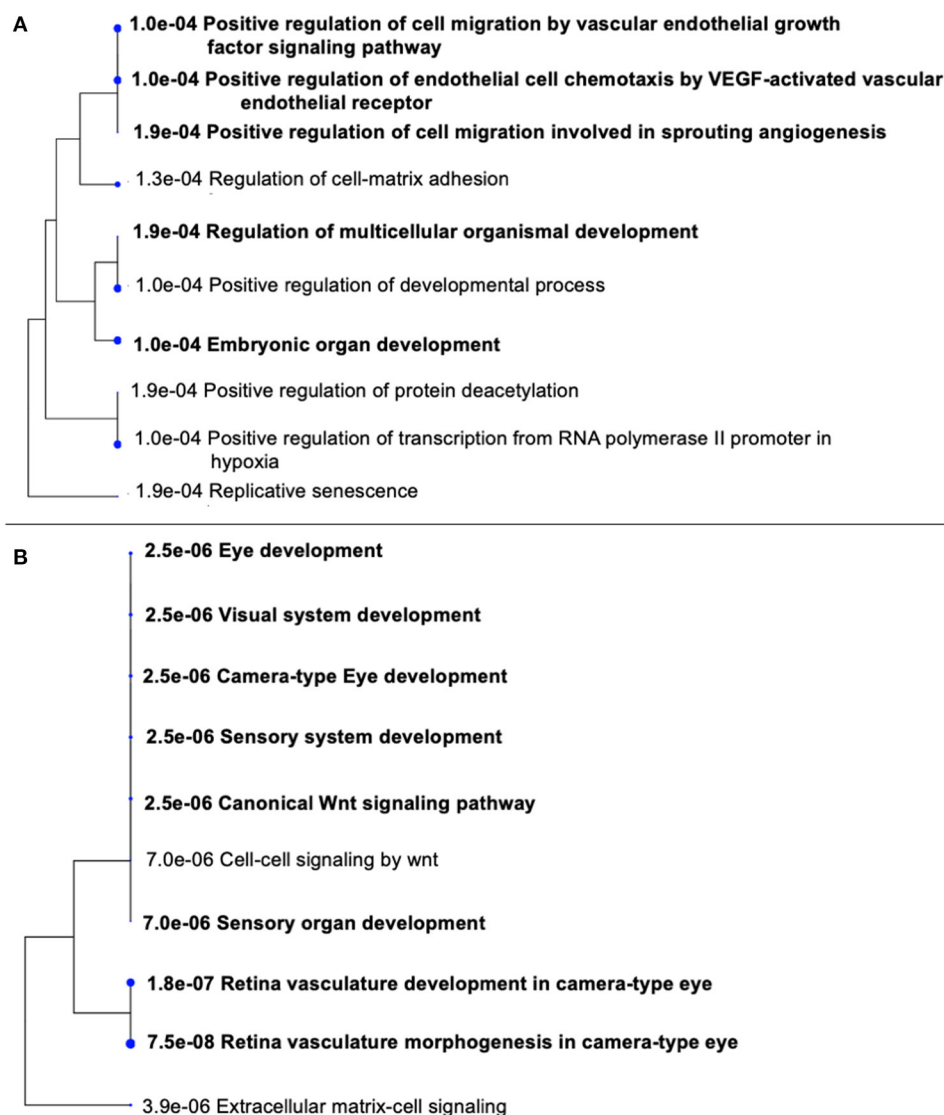 A
1.0e-04 Positive regulation of cell migration by vascular endothelial growth
factor signaling pathway
1.0e-04 Positive regulation of endothelial cell chemotaxis by VEGF-activated vascular
endothelial receptor
1.9e-04 Positive regulation of cell migration involved in sprouting angiogenesis
1.3e-04 Regulation of cell-matrix adhesion
1.9e-04 Regulation of multicellular organismal development
1.0e-04 Positive regulation of developmental process
1.0e-04 Embryonic organ development
1.9e-04 Positive regulation of protein deacetylation
1.0e-04 Positive regulation of transcription from RNA polymerase II promoter in
hypoxia
1.9e-04 Replicative senescence
B
2.5e-06 Eye development
2.5e-06 Visual system development
2.5e-06 Camera-type Eye development
2.5e-06 Sensory system development
2.5e-06 Canonical Wnt signaling pathway
7.0e-06 Cell-cell signaling by wnt
7.0e-06 Sensory organ development
1.8e-07 Retina vasculature development in camera-type eye
7.5e-08 Retina vasculature morphogenesis in camera-type eye
3.9e-06 Extracellular matrix-cell signaling